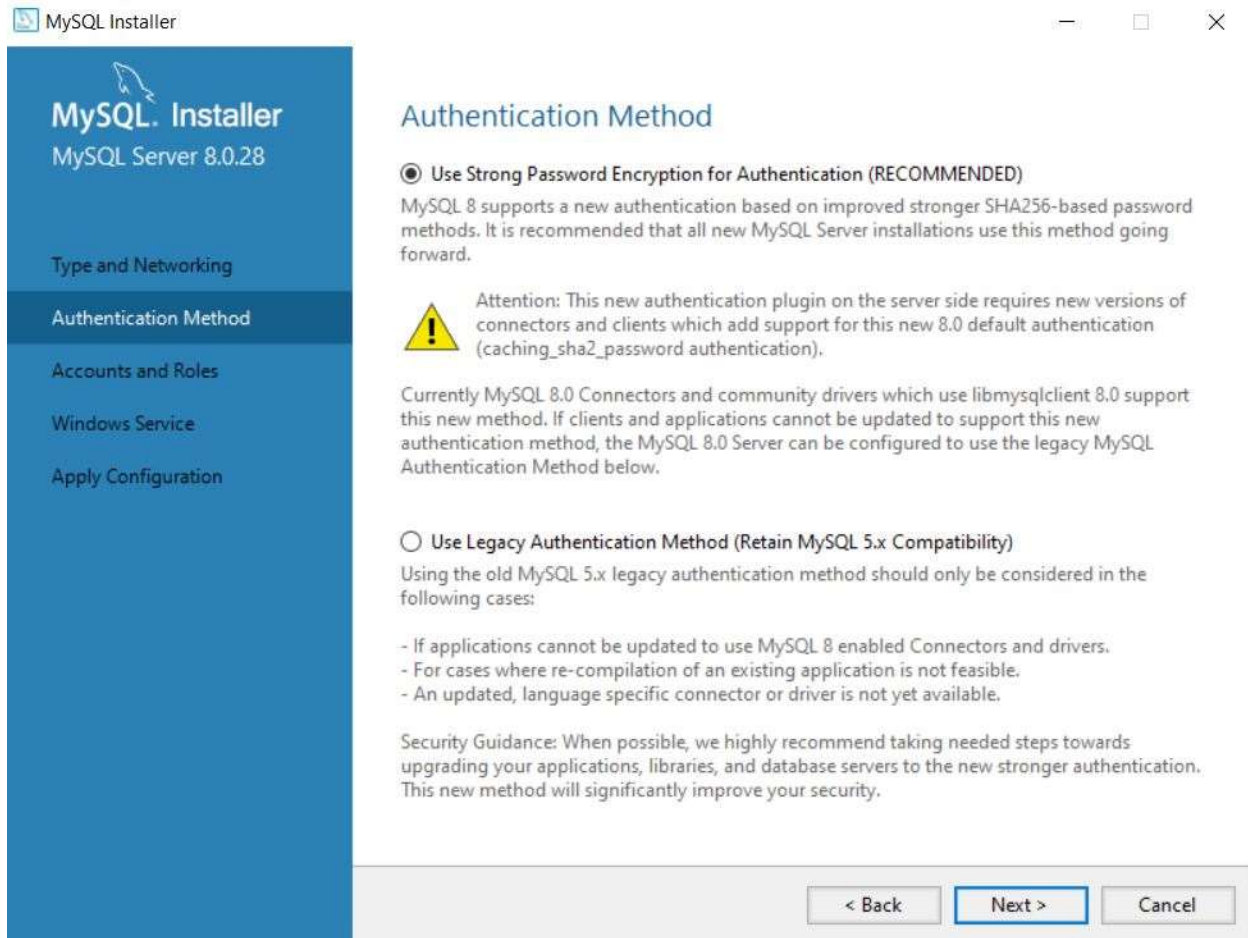 MySQL Installer
MySQL. Installer
MySQL Server 8.0.28
Type and Networking
Authentication Method
Accounts and Roles
Windows Service
Apply Configuration
Authentication Method
Use Strong Password Encryption for Authentication (RECOMMENDED)
MySQL 8 supports a new authentication based on improved stronger SHA256-based password
methods. It is recommended that all new MySQL Server installations use this method going
forward.
Attention: This new authentication plugin on the server side requires new versions of
connectors and clients which add support for this new 8.0 default authentication
(caching_sha2_password authentication).
Currently MySQL 8.0 Connectors and community drivers which use libmysqlclient 8.0 support
this new method. If clients and applications cannot be updated to support this new
authentication method, the MySQL 8.0 Server can be configured to use the legacy MySQL
Authentication Method below.
Use Legacy Authentication Method (Retain MySQL 5.x Compatibility)
Using the old MySQL 5.x legacy authentication method should only be considered in the
following cases:
- If applications cannot be updated to use MySQL 8 enabled Connectors and drivers.
- For cases where re-compilation of an existing application is not feasible.
- An updated, language specific connector or driver is not yet available.
Security Guidance: When possible, we highly recommend taking needed steps towards
upgrading your applications, libraries, and database servers to the new stronger authentication.
This new method will significantly improve your security.
< Back
Next >
Cancel